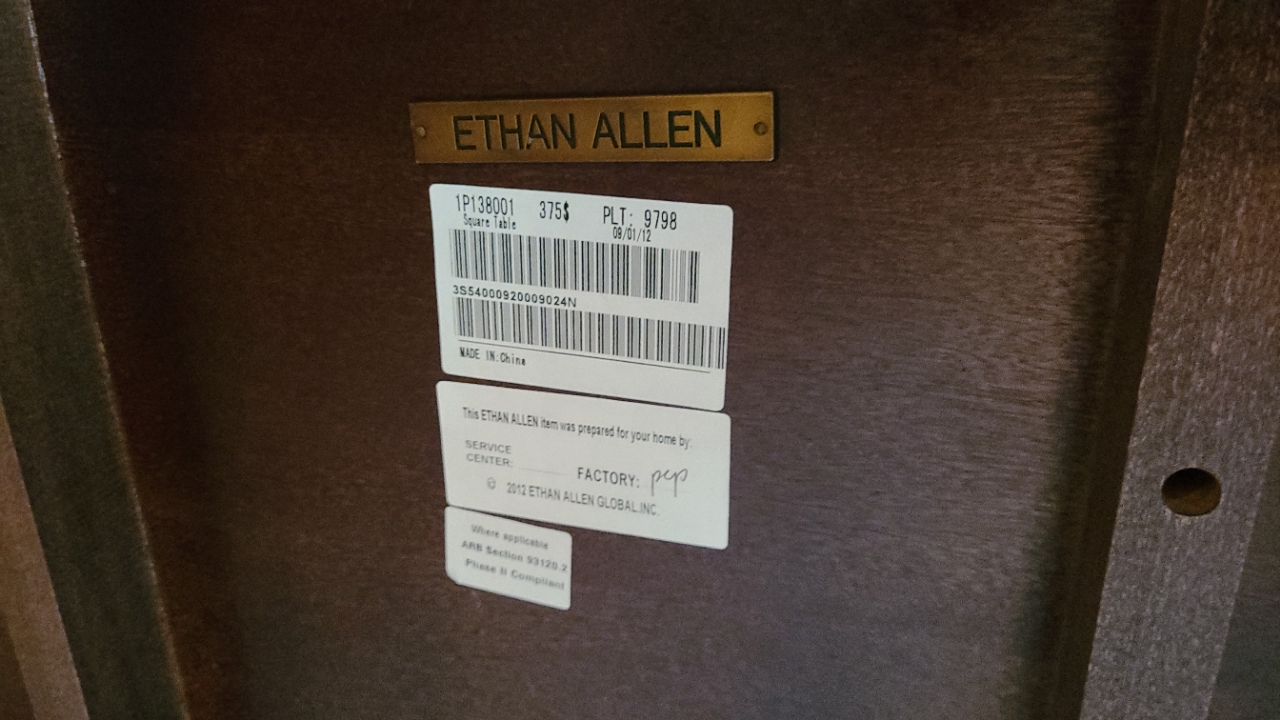 ETHAN ALLEN
1P138001 375$ PLT: 9798
Square Table 09/01/12
3S54000920009024N
MADE IN:China
This ETHAN ALLEN item was prepared for your home by:
SERVICE
CENTER: FACTORY: pcp
© 2012 ETHAN ALLEN GLOBAL.INC.
Where applicable
ARB Section 93120.2
Phase II Compliant